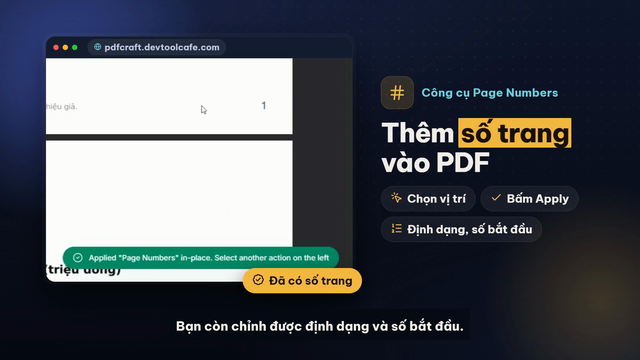 pdfcraft.devtoolcafe.com
hiệu giả.
1
Applied "Page Numbers" in-place. Select another action on the left
(triệu đồng)
Đã có số trang
Công cụ Page Numbers
Thêm số trang
vào PDF
Chọn vị trí
Bấm Apply
Định dạng, số bắt đầu
Bạn còn chỉnh được định dạng và số bắt đầu.